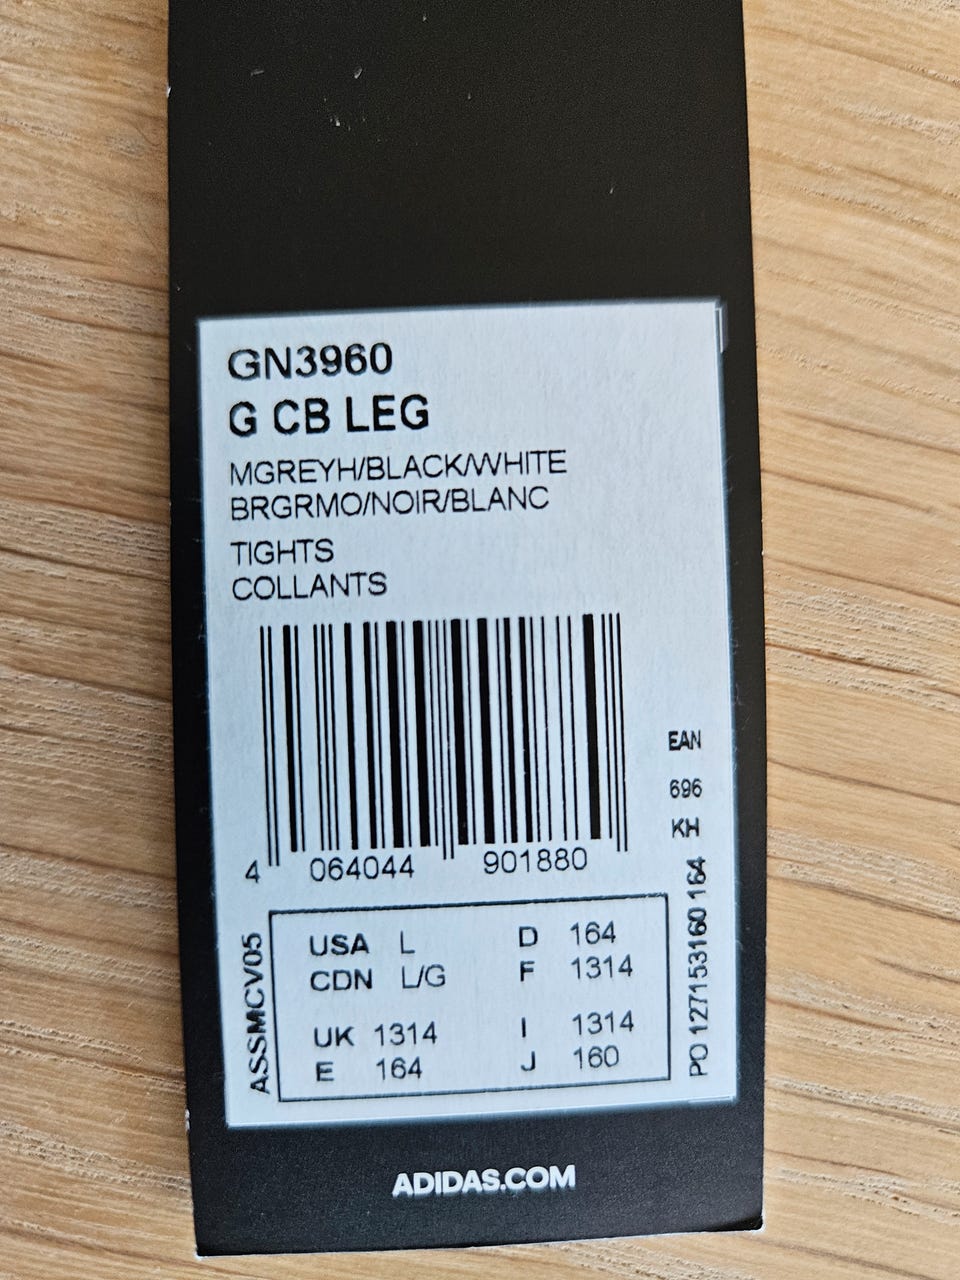 GN3960
G CB LEG
MGREYH/BLACK/WHITE
BRGRMO/NOIR/BLANC
TIGHTS
COLLANTS
EAN
696
KH
4 064044 901880
PO 127153160 164
ASSMCV05
USA L D 164
CDN L/G F 1314
UK 1314 I 1314
E 164 J 160
ADIDAS.COM